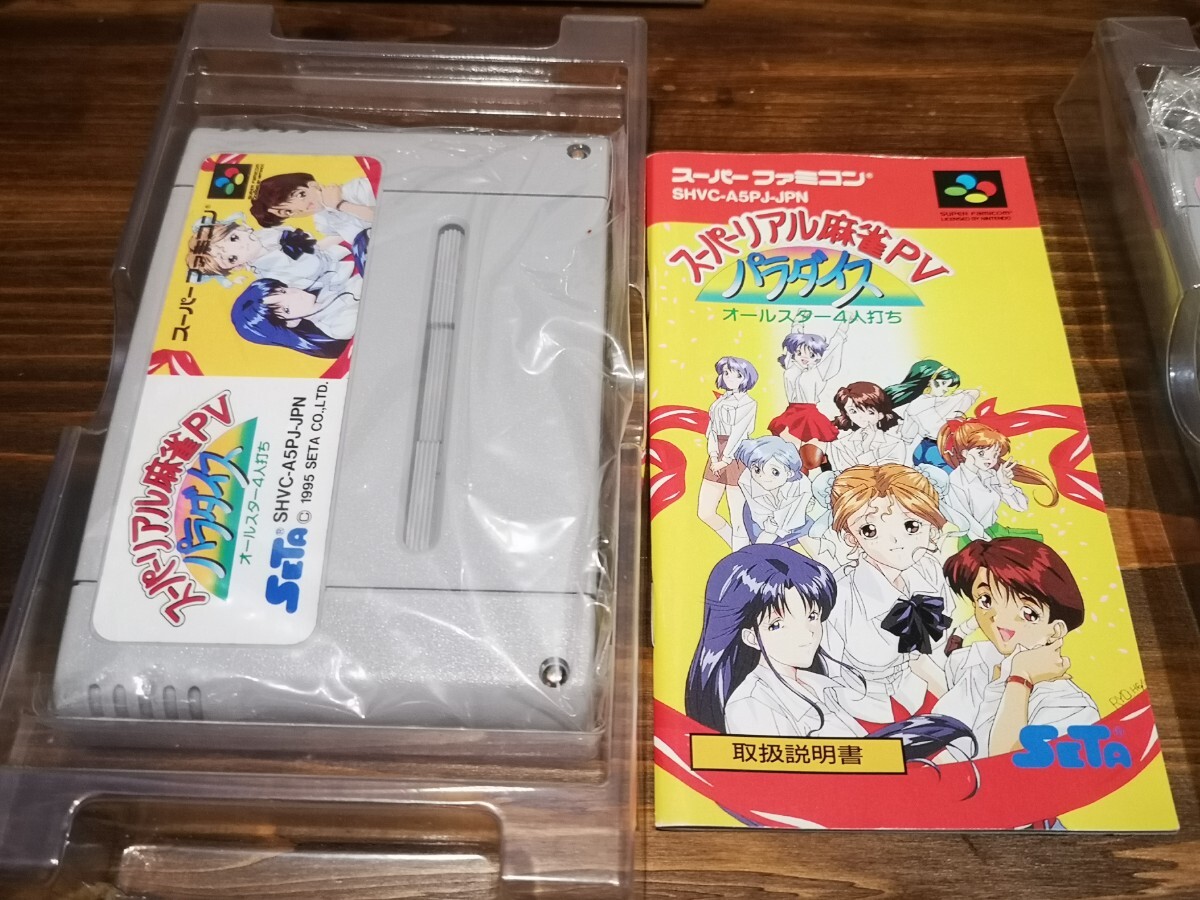 スーパーファミコン
スーパーリアル麻雀PV
パラダイス
オールスター4人打ち
SETA®
SHVC-A5PJ-JPN
© 1995 SETA CO.,LTD.
スーパーファミコン®
SHVC-A5PJ-JPN
SUPER FAMICOM
LICENSED BY NINTENDO
スーパーリアル麻雀PV
パラダイス
オールスター4人打ち
取扱説明書
SETA®